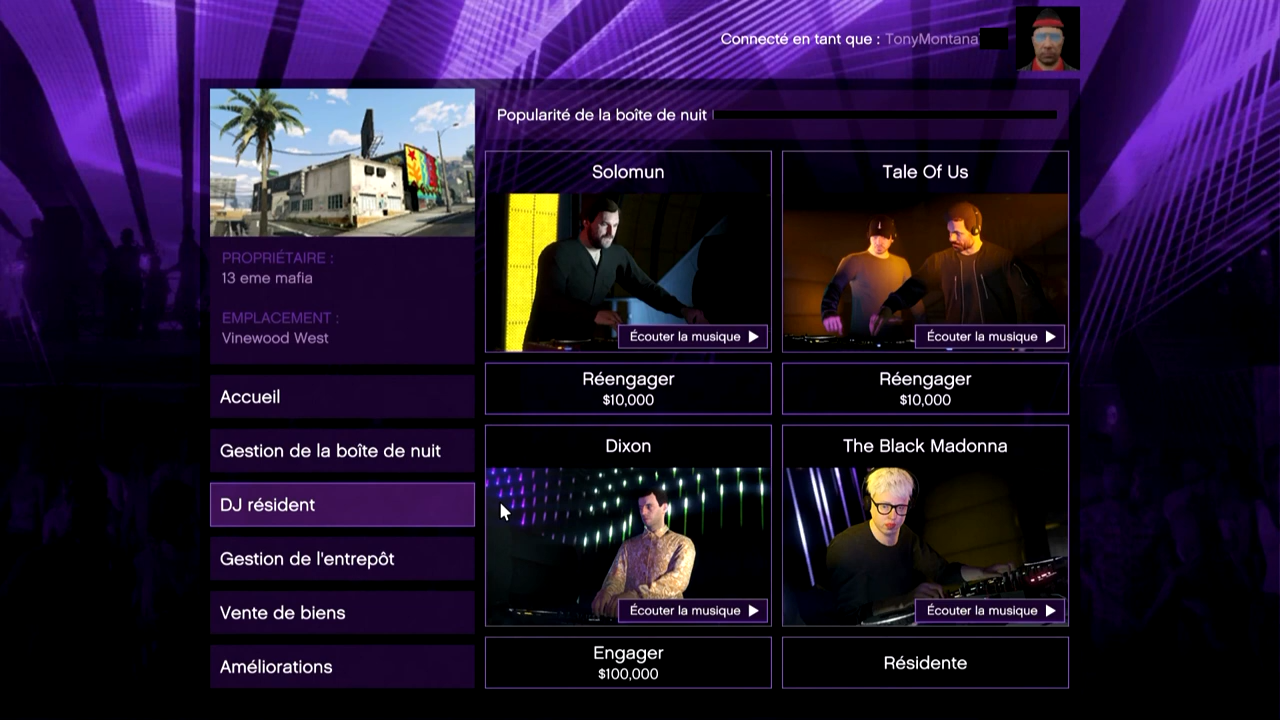 Connecté en tant que : TonyMontana
Popularité de la boîte de nuit
PROPRIÉTAIRE :
13 eme mafia
EMPLACEMENT :
Vinewood West
Accueil
Gestion de la boîte de nuit
DJ résident
Gestion de l'entrepôt
Vente de biens
Améliorations
Solomun
Écouter la musique
Réengager
$10,000
Tale Of Us
Écouter la musique
Réengager
$10,000
Dixon
Écouter la musique
Engager
$100,000
The Black Madonna
Écouter la musique
Résidente